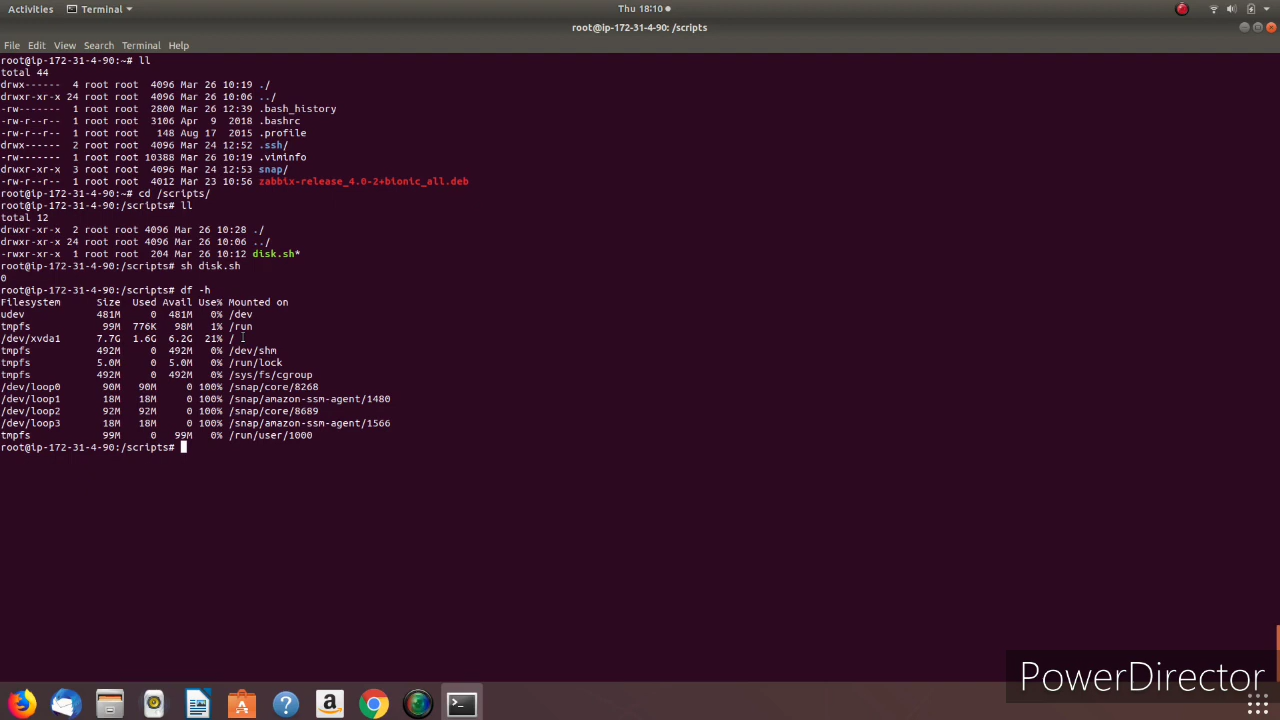 Activities Terminal Thu 18:10
root@ip-172-31-4-90: /scripts
File Edit View Search Terminal Help
root@ip-172-31-4-90:~# ll
total 44
drwx------ 4 root root 4096 Mar 26 10:19 ./
drwxr-xr-x 24 root root 4096 Mar 26 10:06 ../
-rw------- 1 root root 2800 Mar 26 12:39 .bash_history
-rw-r--r-- 1 root root 3106 Apr 9 2018 .bashrc
-rw-r--r-- 1 root root 148 Aug 17 2015 .profile
drwx------ 2 root root 4096 Mar 24 12:52 .ssh/
-rw------- 1 root root 10388 Mar 26 10:19 .viminfo
drwxr-xr-x 3 root root 4096 Mar 24 12:53 snap/
-rw-r--r-- 1 root root 4012 Mar 23 10:56 zabbix-release_4.0-2+bionic_all.deb
root@ip-172-31-4-90:~# cd /scripts/
root@ip-172-31-4-90:/scripts# ll
total 12
drwxr-xr-x 2 root root 4096 Mar 26 10:28 ./
drwxr-xr-x 24 root root 4096 Mar 26 10:06 ../
-rwxr-xr-x 1 root root 204 Mar 26 10:12 disk.sh*
root@ip-172-31-4-90:/scripts# sh disk.sh
0
root@ip-172-31-4-90:/scripts# df -h
Filesystem Size Used Avail Use% Mounted on
udev 481M 0 481M 0% /dev
tmpfs 99M 776K 98M 1% /run
/dev/xvda1 7.7G 1.6G 6.2G 21% /
tmpfs 492M 0 492M 0% /dev/shm
tmpfs 5.0M 0 5.0M 0% /run/lock
tmpfs 492M 0 492M 0% /sys/fs/cgroup
/dev/loop0 90M 90M 0 100% /snap/core/8268
/dev/loop1 18M 18M 0 100% /snap/amazon-ssm-agent/1480
/dev/loop2 92M 92M 0 100% /snap/core/8689
/dev/loop3 18M 18M 0 100% /snap/amazon-ssm-agent/1566
tmpfs 99M 0 99M 0% /run/user/1000
root@ip-172-31-4-90:/scripts#
PowerDirector